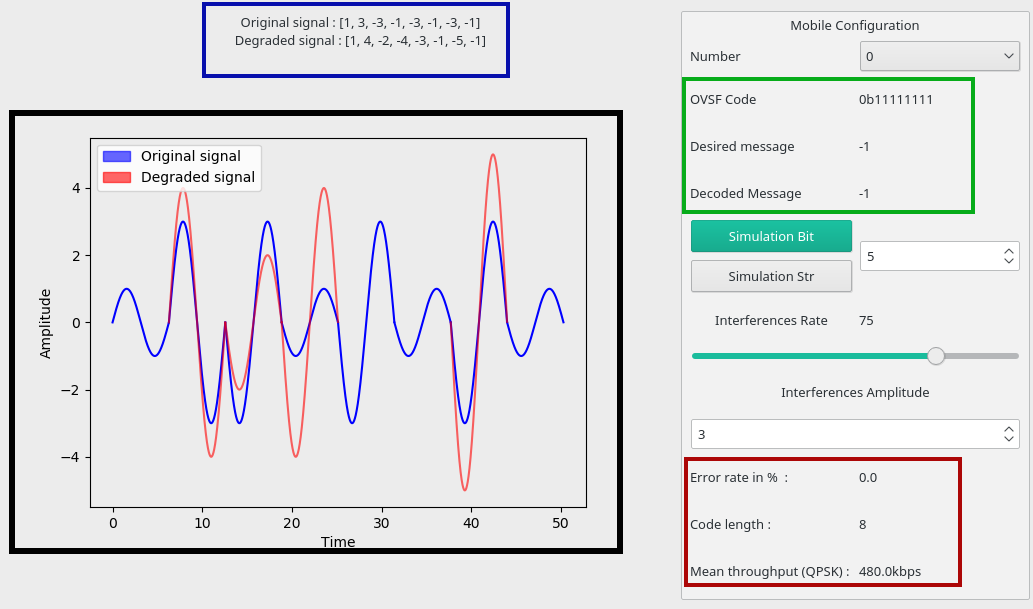 Original signal : [1, 3, -3, -1, -3, -1, -3, -1]
Degraded signal : [1, 4, -2, -4, -3, -1, -5, -1]
Original signal
Degraded signal
Amplitude
4
2
0
−2
−4
0
10
20
30
40
50
Time
Mobile Configuration
Number 0
OVSF Code 0b11111111
Desired message -1
Decoded Message -1
Simulation Bit
5
Simulation Str
Interferences Rate 75
Interferences Amplitude
3
Error rate in % : 0.0
Code length : 8
Mean throughput (QPSK) : 480.0kbps